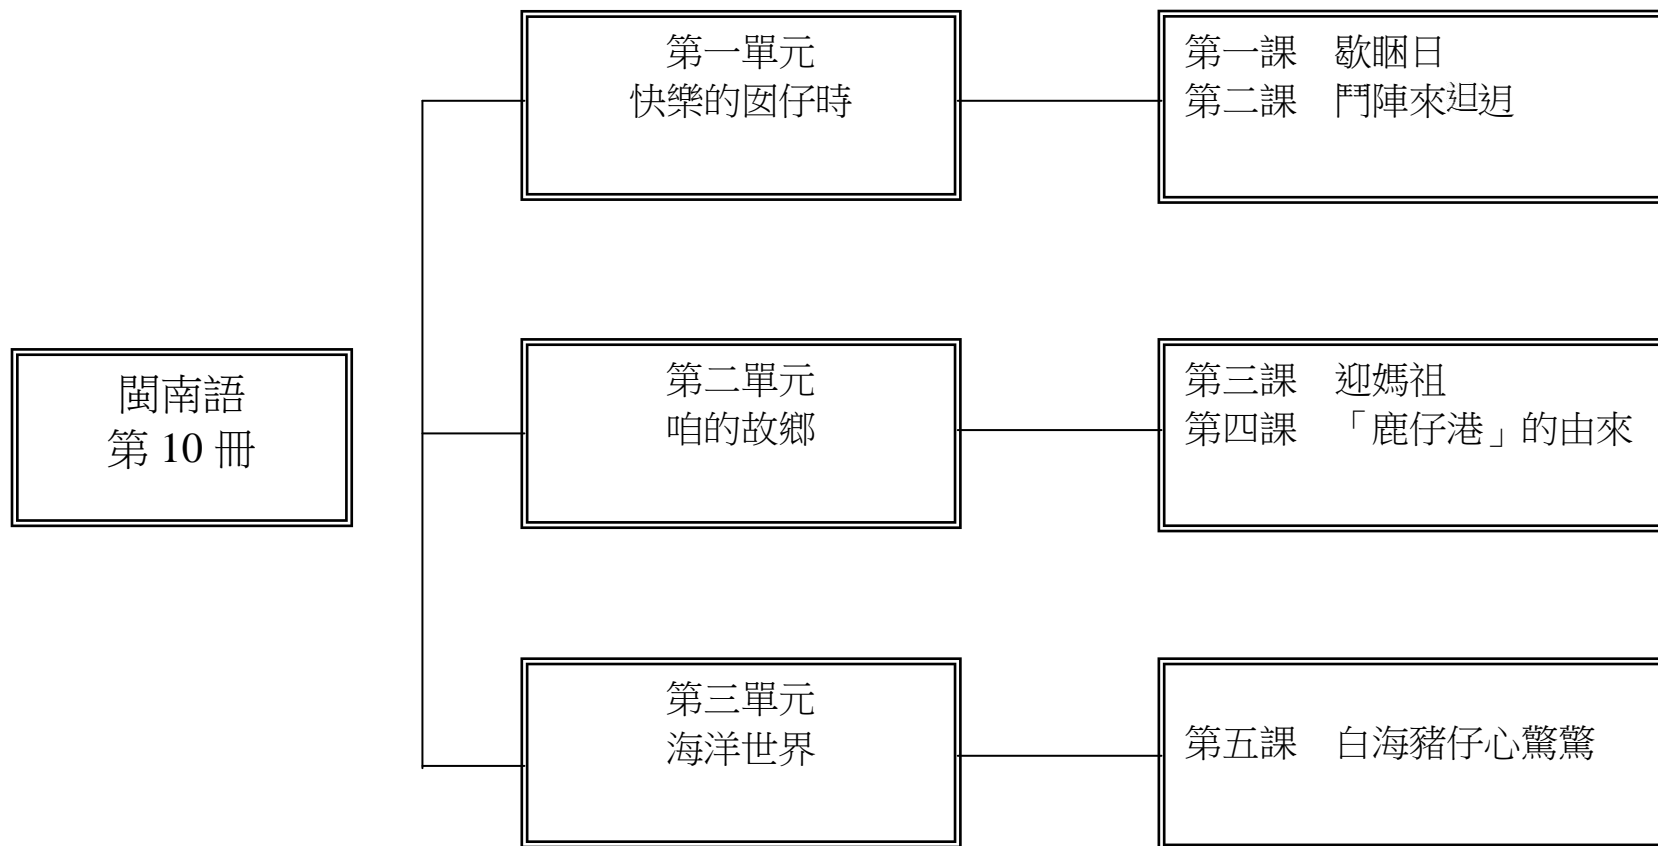 閩南語
第 10 冊
第一單元
快樂的囡仔時
第一課　歇睏日
第二課　鬥陣來𨑨迌
第二單元
咱的故鄉
第三課　迎媽祖
第四課　「鹿仔港」的由來
第三單元
海洋世界
第五課　白海豬仔心驚驚